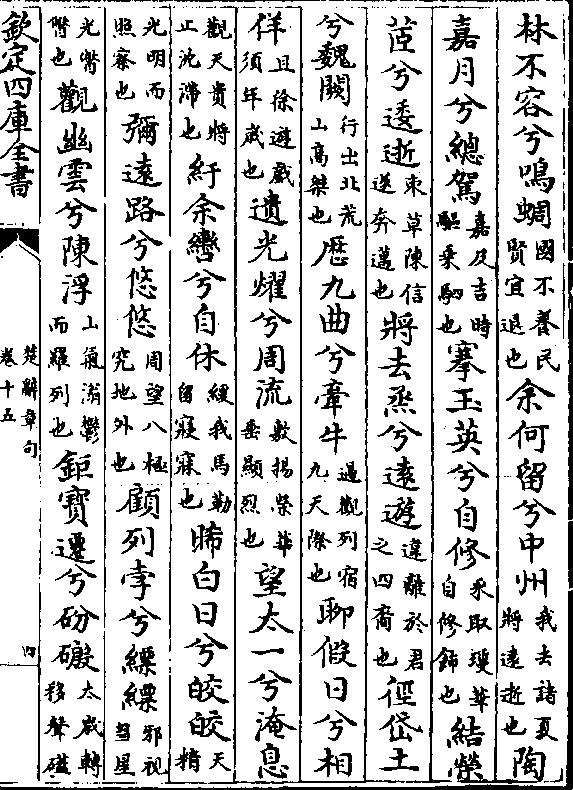 林不容兮鳴蜩國不養民賢宜退也余何留兮中州我去諸夏將遠逝也陶
嘉月兮總駕嘉及吉時驅乘駟也搴玉英兮自修采取瓊華自修飾也結榮
茝兮逶逝束草陳信遂奔邁也將去烝兮遠遊違離於君之四裔也徑岱土
兮魏闕行出北荒山高桀也歷九曲兮牽牛過觀列宿九天際也聊假日兮相
佯且徐遊戲須年歲也遺光耀兮周流敷揚榮華垂顯烈也望太一兮淹息
觀天貴將止沈滯也紆余轡兮自休緩我馬勒留寢寐也晞白日兮皎皎天精
光明而照察也彌遠路兮悠悠周望八極究地外也顧列孛兮縹縹邪視彗星
光瞥瞥也觀幽雲兮陳浮山氣滃鬱而羅列也鉅寶遷兮砏磤太歲轉移聲磕
欽定四庫全書
楚辭章句
卷十五
四